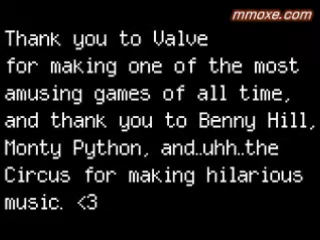 mmoxe.com
Thank you to Valve
for making one of the most
amusing games of all time,
and thank you to Benny Hill,
Monty Python, and..uhh..the
Circus for making hilarious
music. <3